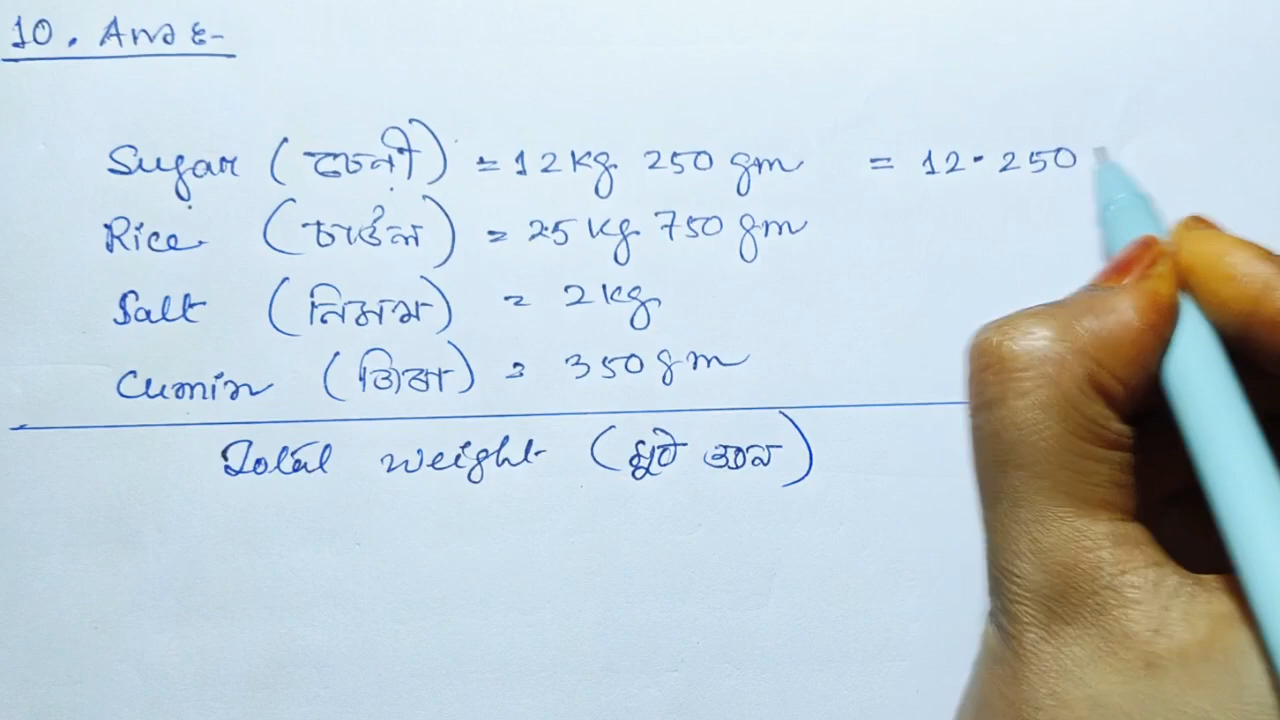 10. Ans :-
Sugar (চেনী) = 12 kg 250 gm = 12.250
Rice (চাউল) = 25 kg 750 gm
Salt (নিমখ) = 2 kg
Cumin (জিৰা) = 350 gm
Total weight (মুঠ ওজন)